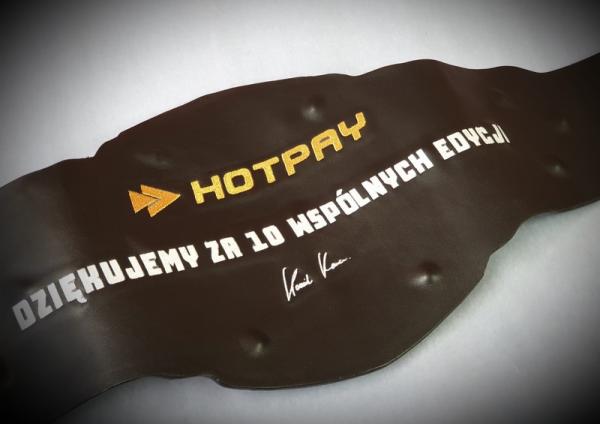 HOTPAY
DZIĘKUJEMY ZA 10 WSPÓLNYCH EDYCJI